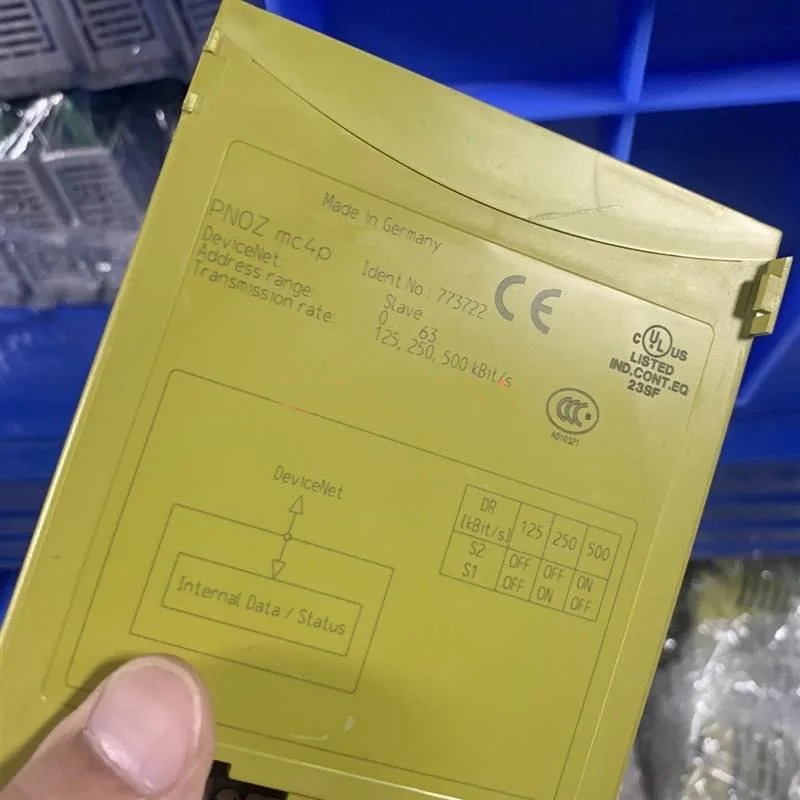 Made in Germany
PNOZ mc4p Ident.No.: 773722
CE
DeviceNet: Slave
Address range: 0 ... 63
Transmission rate: 125, 250, 500 kBit/s
C UL US
LISTED
IND.CONT.EQ
23SF
CCC S
A010321
DeviceNet
Internal Data / Status
DR [kBit/s] 125 250 500
S2 OFF OFF ON
S1 OFF ON OFF